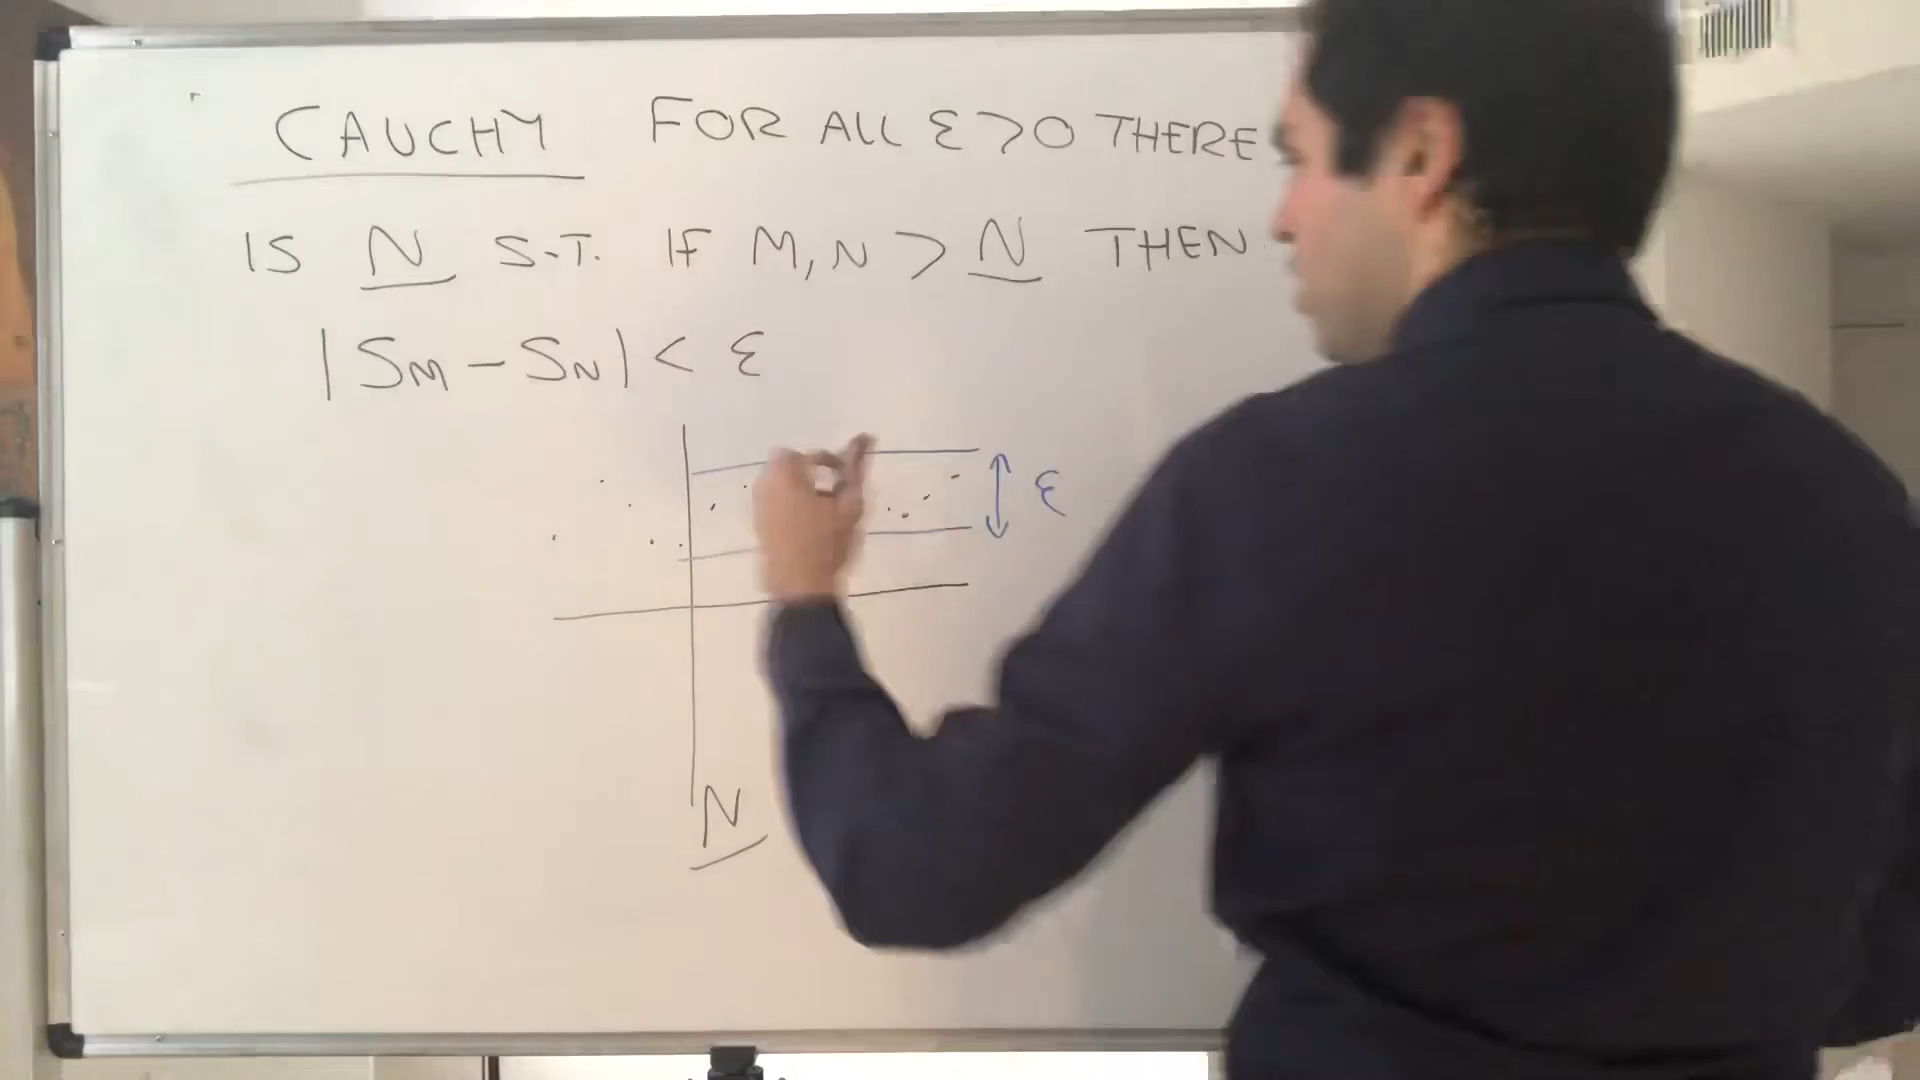 CAUCHY FOR ALL ε>0 THERE
IS N S.T. IF M,N > N THEN
|SM - SN| < ε
ε
N